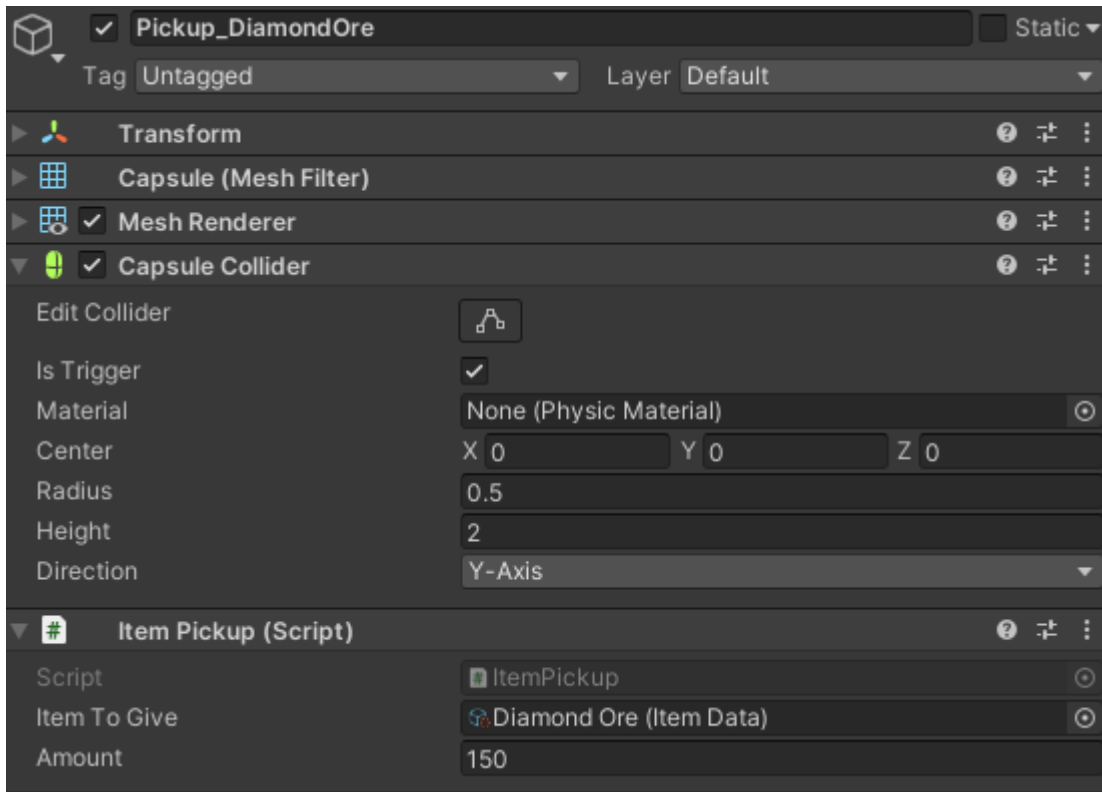 Pickup_DiamondOre Static
Tag Untagged Layer Default
Transform
Capsule (Mesh Filter)
Mesh Renderer
Capsule Collider
Edit Collider
Is Trigger
Material None (Physic Material)
Center X 0 Y 0 Z 0
Radius 0.5
Height 2
Direction Y-Axis
# Item Pickup (Script)
Script # ItemPickup
Item To Give Diamond Ore (Item Data)
Amount 150